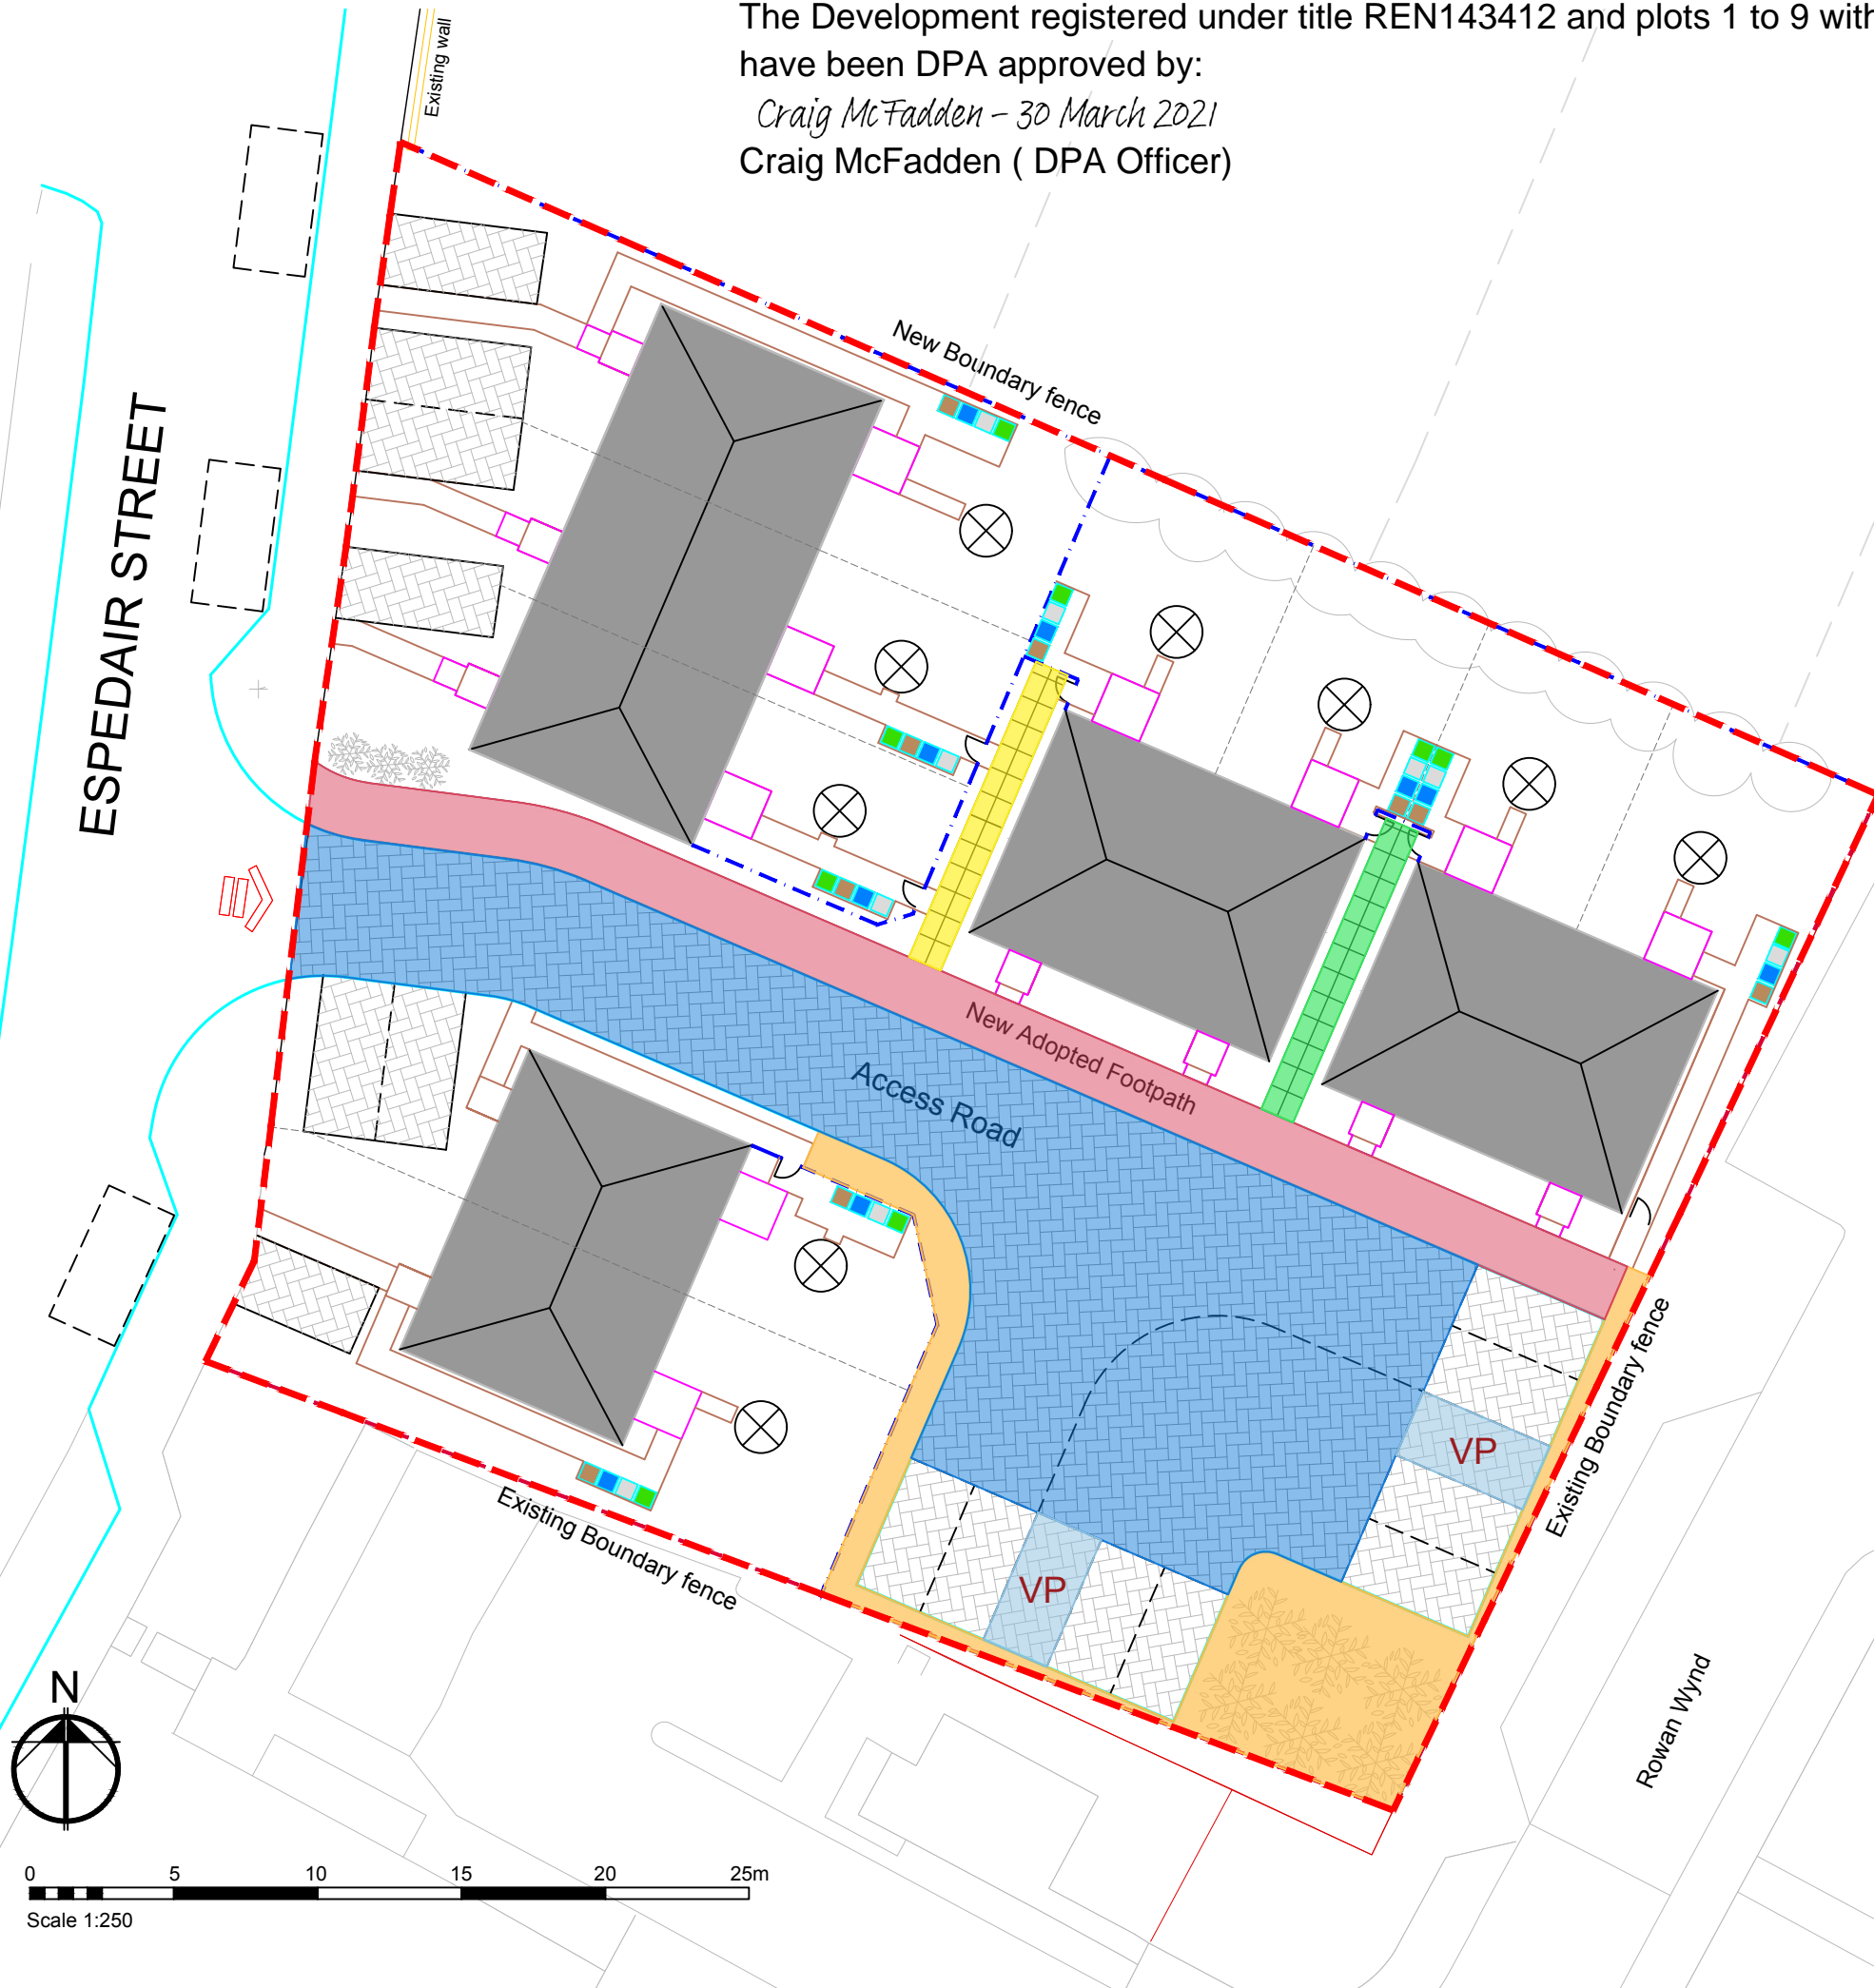 The Development registered under title REN143412 and plots 1 to 9 with
have been DPA approved by:
Craig McFadden - 30 March 2021
Craig McFadden ( DPA Officer)
Existing wall
New Boundary fence
ESPEDAIR STREET
New Adopted Footpath
Access Road
VP
VP
Existing Boundary fence
Existing Boundary fence
Rowan Wynd
N
0 5 10 15 20 25m
Scale 1:250